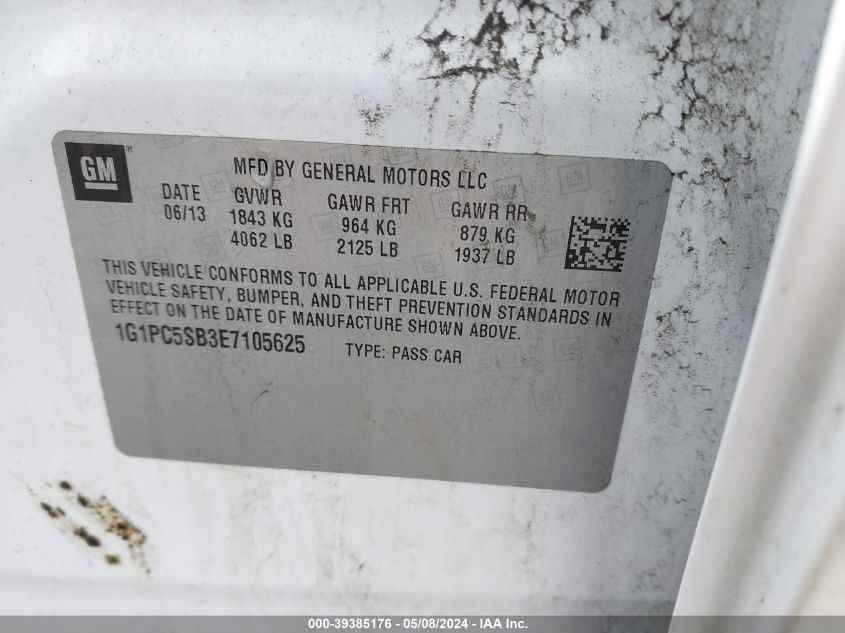 GM ®
MFD BY GENERAL MOTORS LLC
DATE GVWR GAWR FRT GAWR RR
06/13 1843 KG 964 KG 879 KG
4062 LB 2125 LB 1937 LB
THIS VEHICLE CONFORMS TO ALL APPLICABLE U.S. FEDERAL MOTOR
VEHICLE SAFETY, BUMPER, AND THEFT PREVENTION STANDARDS IN
EFFECT ON THE DATE OF MANUFACTURE SHOWN ABOVE.
1G1PC5SB3E7105625 TYPE: PASS CAR
000-39385176 - 05/08/2024 - IAA Inc.